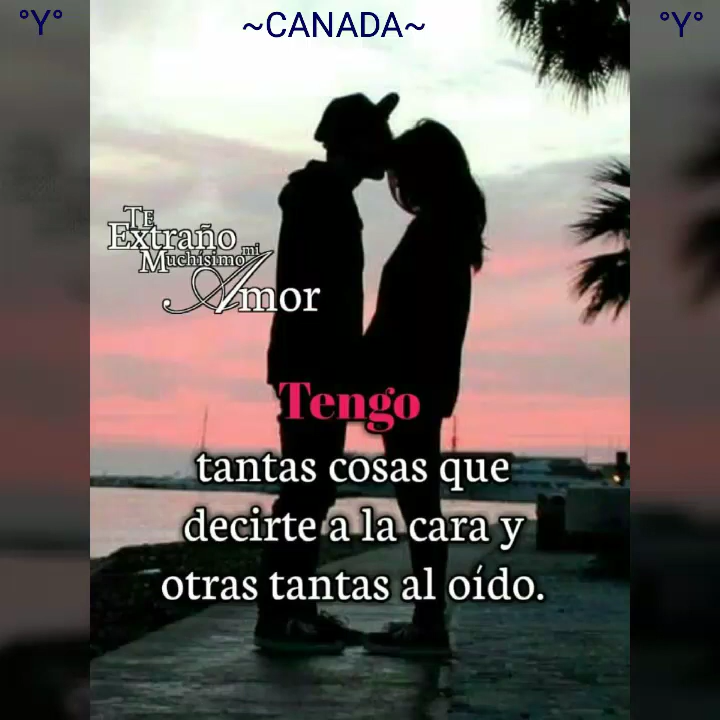 °Y° ~CANADA~ °Y°
Te
Extraño
Muchísimo mi
Amor
Tengo
tantas cosas que
decirte a la cara y
otras tantas al oído.